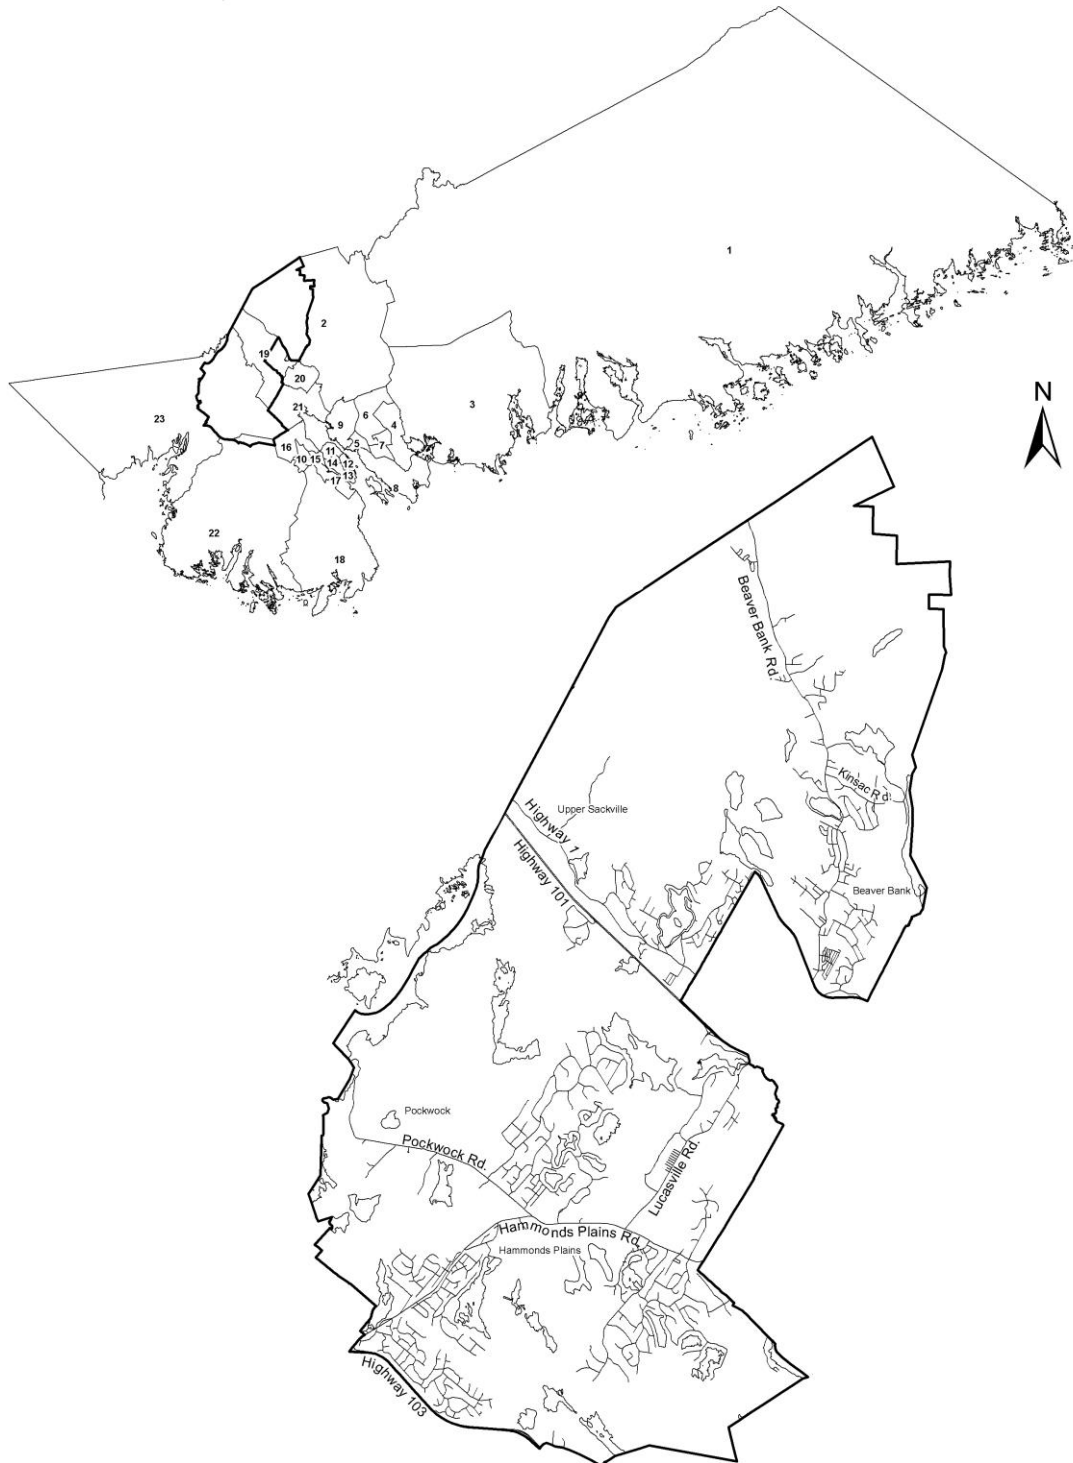 1
2
19
20
3
23
21
6
9
4
5
7
16
11
10
15
14
12
13
17
8
22
18
N
Beaver Bank Rd.
Kinsac Rd.
Highway 1
Upper Sackville
Highway 101
Beaver Bank
Pockwock
Pockwock Rd.
Lucasville Rd.
Hammonds Plains Rd.
Hammonds Plains
Highway 103